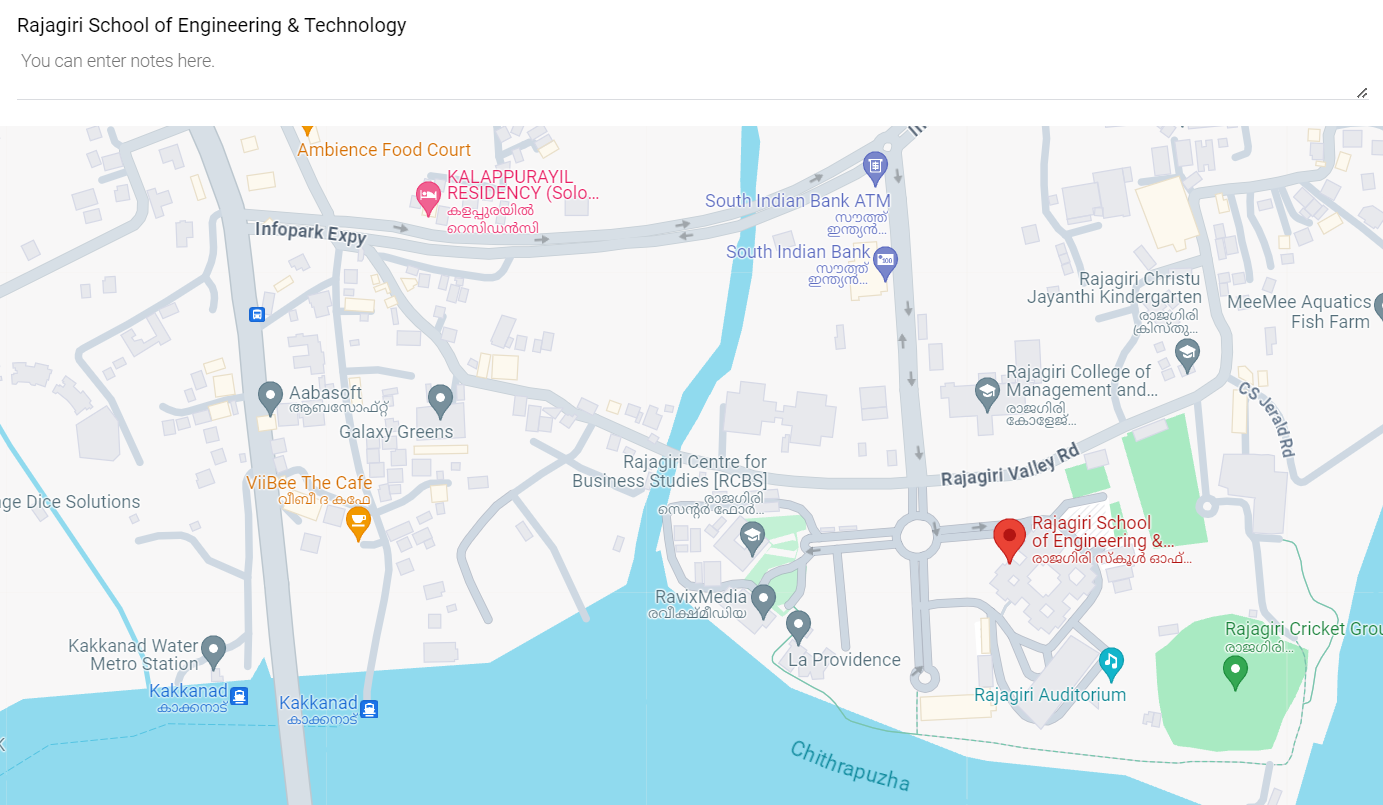 Rajagiri School of Engineering & Technology
You can enter notes here.
Ambience Food Court
KALAPPURAYIL
RESIDENCY (Solo...
കളപ്പുരയിൽ
റെസിഡൻസി
Infopark Expy
South Indian Bank ATM
സൗത്ത്
ഇന്ത്യൻ...
South Indian Bank
സൗത്ത്
ഇന്ത്യൻ...
Rajagiri Christu
Jayanthi Kindergarten
രാജഗിരി
ക്രിസ്തു...
MeeMee Aquatics
Fish Farm
Aabasoft
ആബസോഫ്റ്റ്
Galaxy Greens
Rajagiri College of
Management and...
രാജഗിരി
കോളേജ്...
CS Jerald Rd
Rajagiri Valley Rd
Rajagiri Centre for
Business Studies [RCBS]
രാജഗിരി
സെന്റർ ഫോർ...
ViiBee The Cafe
വീബീ ദ കഫേ
ge Dice Solutions
Rajagiri School
of Engineering &...
രാജഗിരി സ്കൂൾ ഓഫ്...
RavixMedia
രവീക്ഷ്മീഡിയ
La Providence
Rajagiri Cricket Grou
രാജഗിരി...
Kakkanad Water
Metro Station
Kakkanad
കാക്കനാട്
Kakkanad
കാക്കനാട്
Rajagiri Auditorium
Chithrapuzha